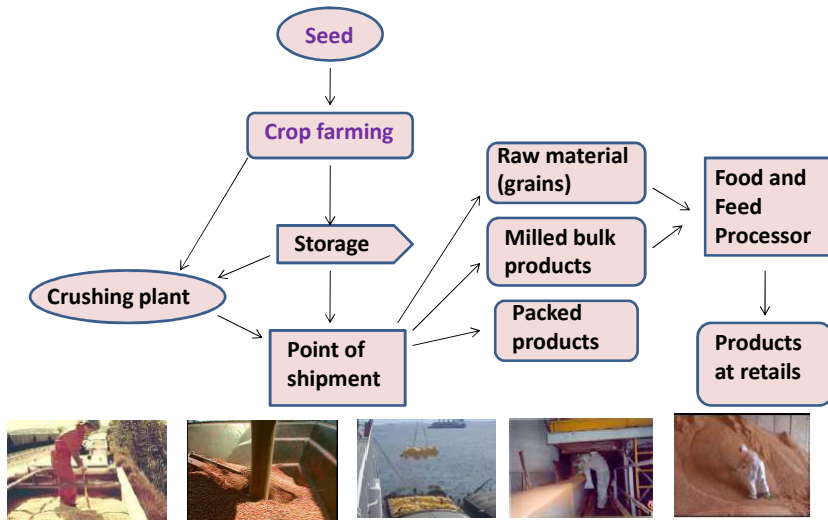 Seed
Crop farming
Storage
Crushing plant
Point of
shipment
Raw material
(grains)
Milled bulk
products
Packed
products
Food and
Feed
Processor
Products
at retails